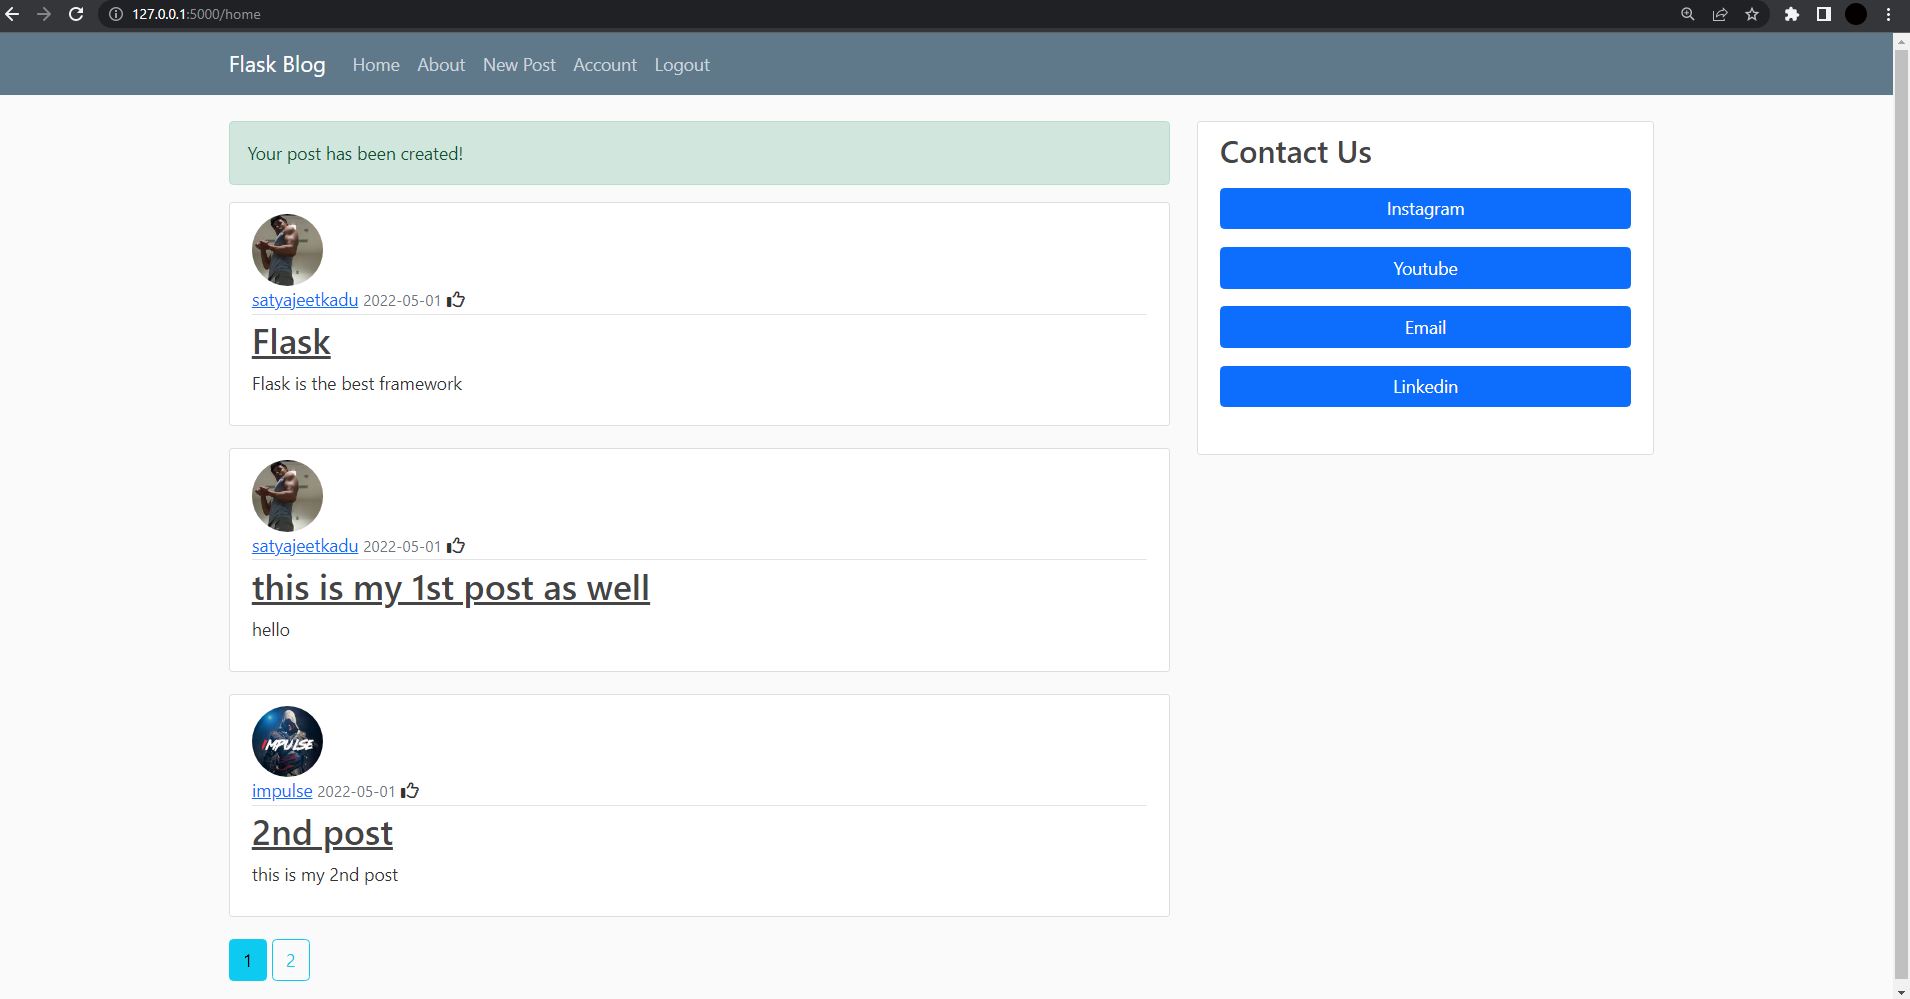 127.0.0.1:5000/home
Flask Blog Home About New Post Account Logout
Your post has been created!
satyajeetkadu 2022-05-01
Flask
Flask is the best framework
satyajeetkadu 2022-05-01
this is my 1st post as well
hello
IMPULSE
impulse 2022-05-01
2nd post
this is my 2nd post
1 2
Contact Us
Instagram
Youtube
Email
Linkedin